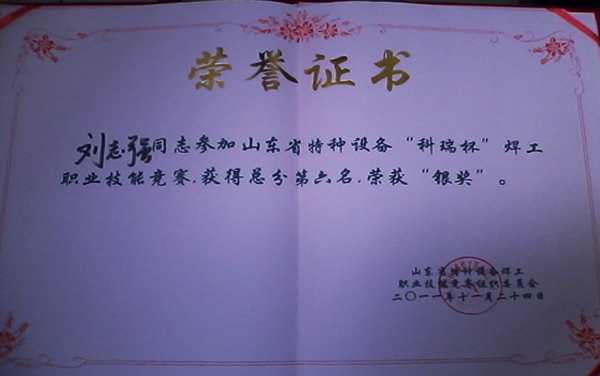 荣誉证书
刘志强同志参加山东省特种设备“科瑞杯”焊工
职业技能竞赛.获得总分第六名.荣获“银奖”。
山东省特种设备焊工
职业技能竞赛组织委员会
二〇一一年十一月二十四日